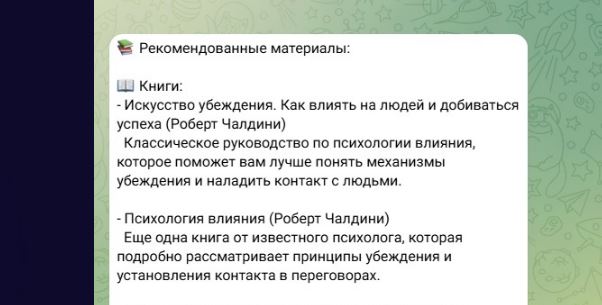 📚 Рекомендованные материалы:
📖 Книги:
- Искусство убеждения. Как влиять на людей и добиваться
успеха (Роберт Чалдини)
Классическое руководство по психологии влияния,
которое поможет вам лучше понять механизмы
убеждения и наладить контакт с людьми.
- Психология влияния (Роберт Чалдини)
Еще одна книга от известного психолога, которая
подробно рассматривает принципы убеждения и
установления контакта в переговорах.